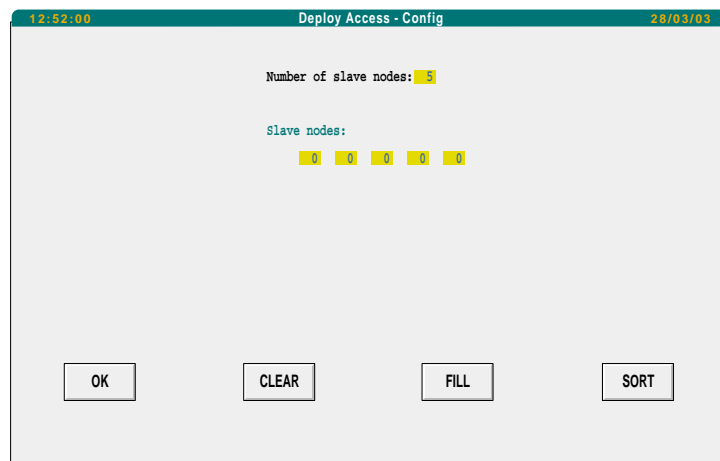 12:52:00 Deploy Access - Config 28/03/03
Number of slave nodes: 5
Slave nodes:
0 0 0 0 0
OK CLEAR FILL SORT